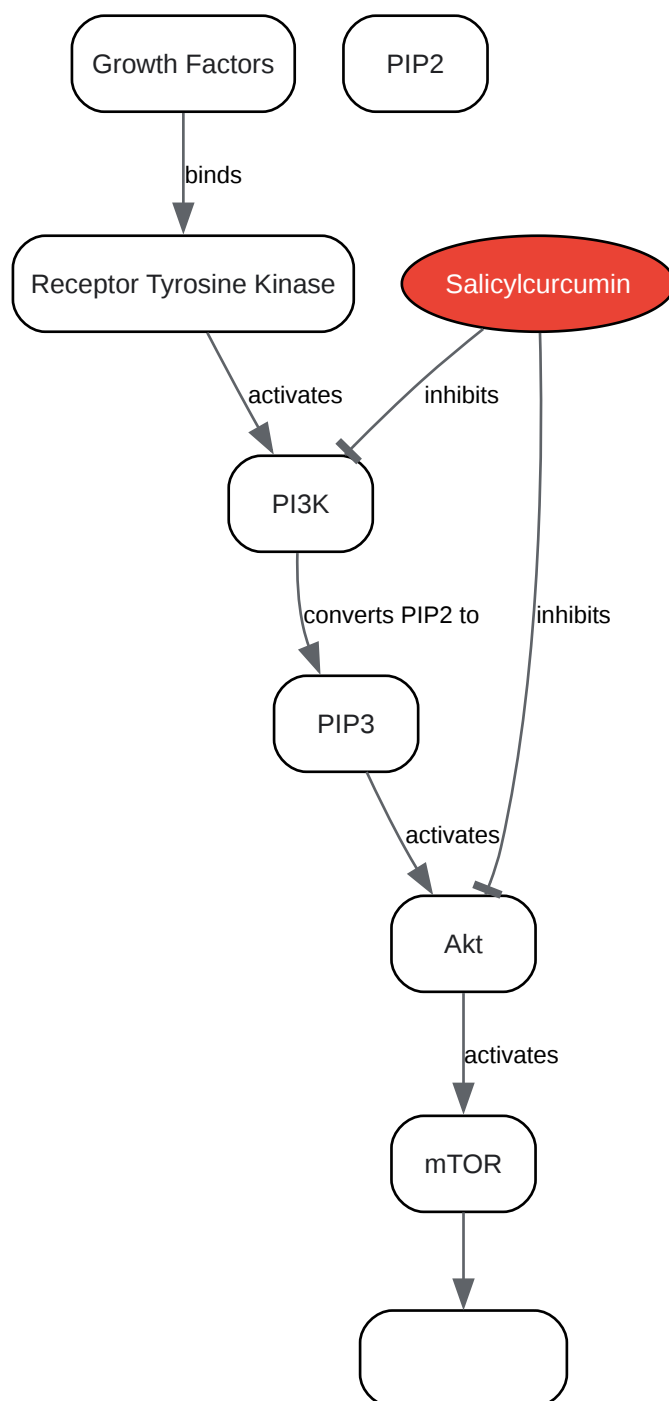 Growth Factors
PIP2
binds
Receptor Tyrosine Kinase
Salicylcurcumin
activates
inhibits
PI3K
converts PIP2 to
inhibits
PIP3
activates
Akt
activates
mTOR